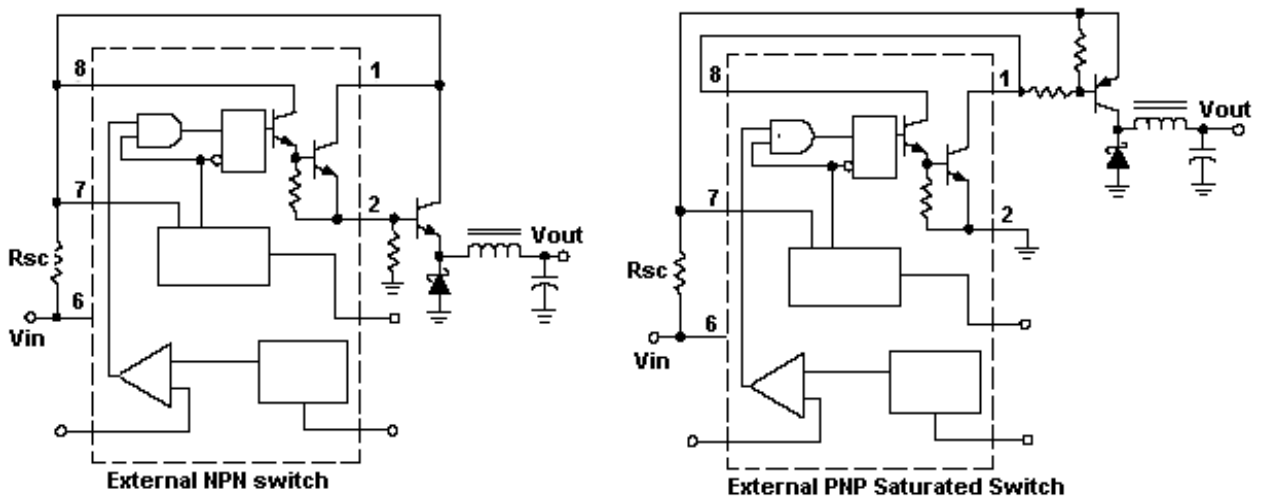 8
1
7
2
Rsc
Vout
6
Vin
External NPN switch
8
1
Vout
7
2
Rsc
6
Vin
External PNP Saturated Switch